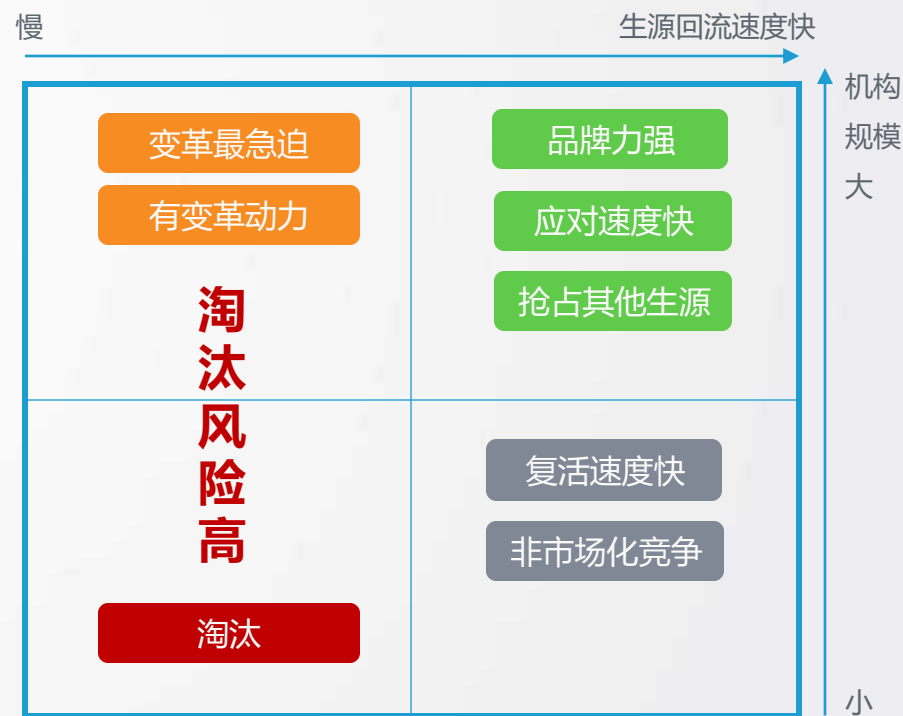 慢
生源回流速度快
机构
规模
大
变革最急迫
有变革动力
品牌力强
应对速度快
抢占其他生源
淘
汰
风
险
高
复活速度快
非市场化竞争
淘汰
小